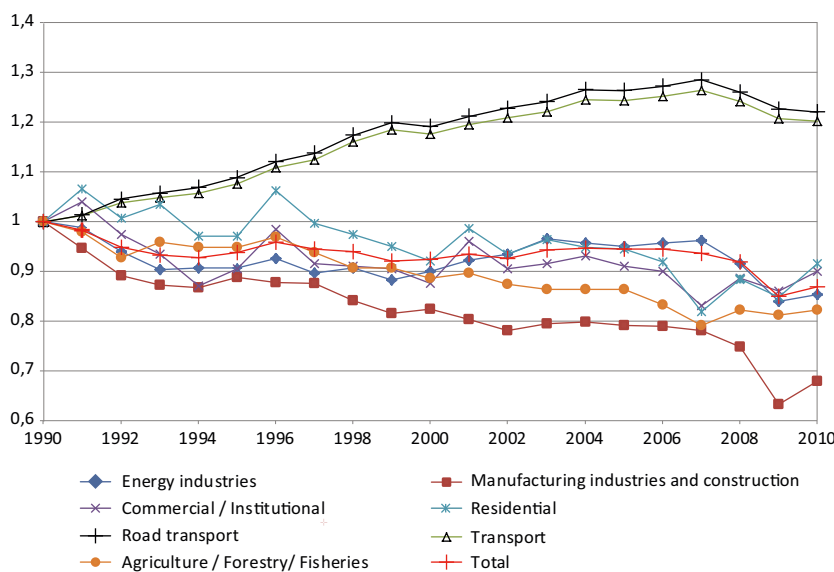 1,4
1,3
1,2
1,1
1
0,9
0,8
0,7
0,6
1990 1992 1994 1996 1998 2000 2002 2004 2006 2008 2010
Energy industries Manufacturing industries and construction
Commercial / Institutional Residential
Road transport Transport
Agriculture / Forestry/ Fisheries Total